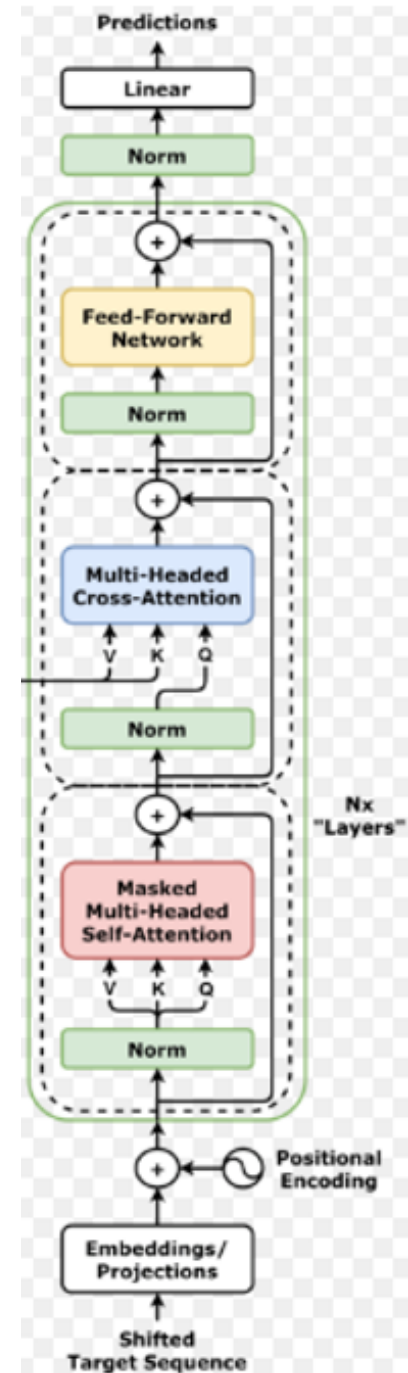 Predictions
Linear
Norm
+
Feed-Forward
Network
Norm
+
Multi-Headed
Cross-Attention
V K Q
Norm
Nx
"Layers"
+
Masked
Multi-Headed
Self-Attention
V K Q
Norm
+
Positional
Encoding
Embeddings/
Projections
Shifted
Target Sequence